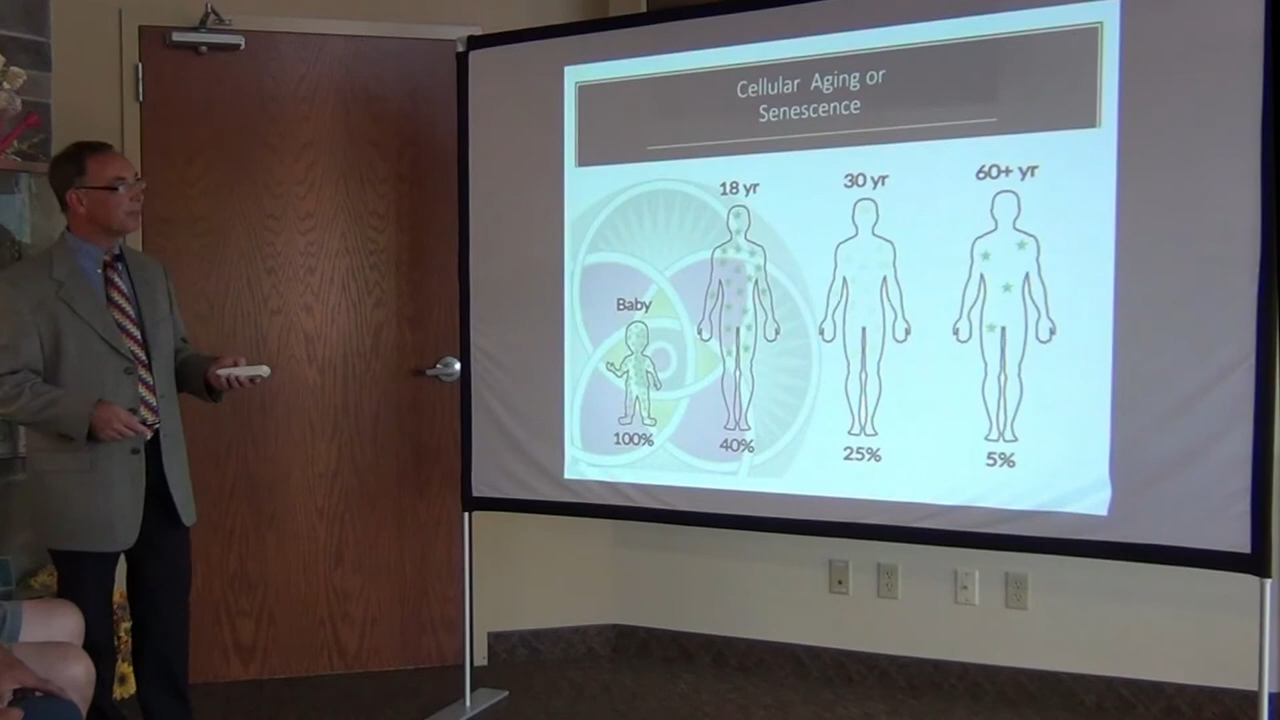 Cellular Aging or
Senescence
Baby
100%
18 yr
40%
30 yr
25%
60+ yr
5%